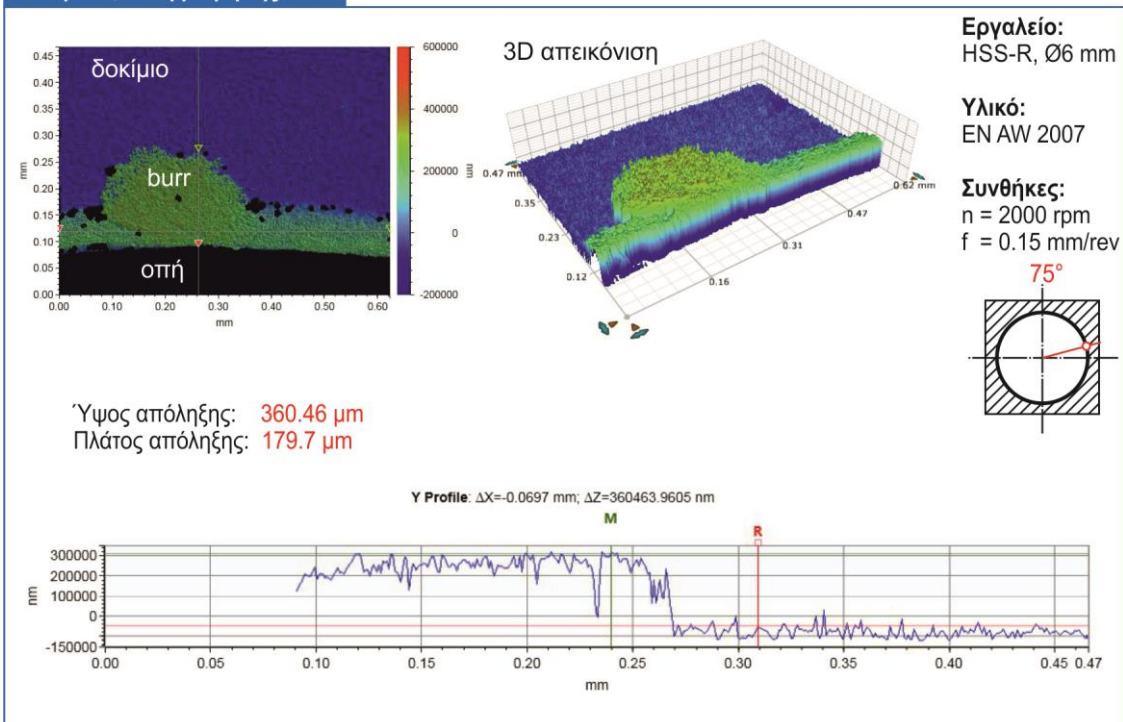 δοκίμιο
burr
οπή
0.45
0.40
0.35
0.30
0.25
0.20
0.15
0.10
0.05
0.00
mm
0.00 0.10 0.20 0.30 0.40 0.50 0.60
mm
600000
400000
200000
0
-200000
nm
3D απεικόνιση
0.47 mm
0.35
0.23
0.12
0.16
0.31
0.47
0.62 mm
Εργαλείο:
HSS-R, Ø6 mm
Υλικό:
EN AW 2007
Συνθήκες:
n = 2000 rpm
f = 0.15 mm/rev
75°
Ύψος απόληξης: 360.46 μm
Πλάτος απόληξης: 179.7 μm
Y Profile: ΔX=-0.0697 mm; ΔZ=360463.9605 nm
M
R
300000
200000
100000
0
-150000
nm
0.00 0.05 0.10 0.15 0.20 0.25 0.30 0.35 0.40 0.45 0.47
mm